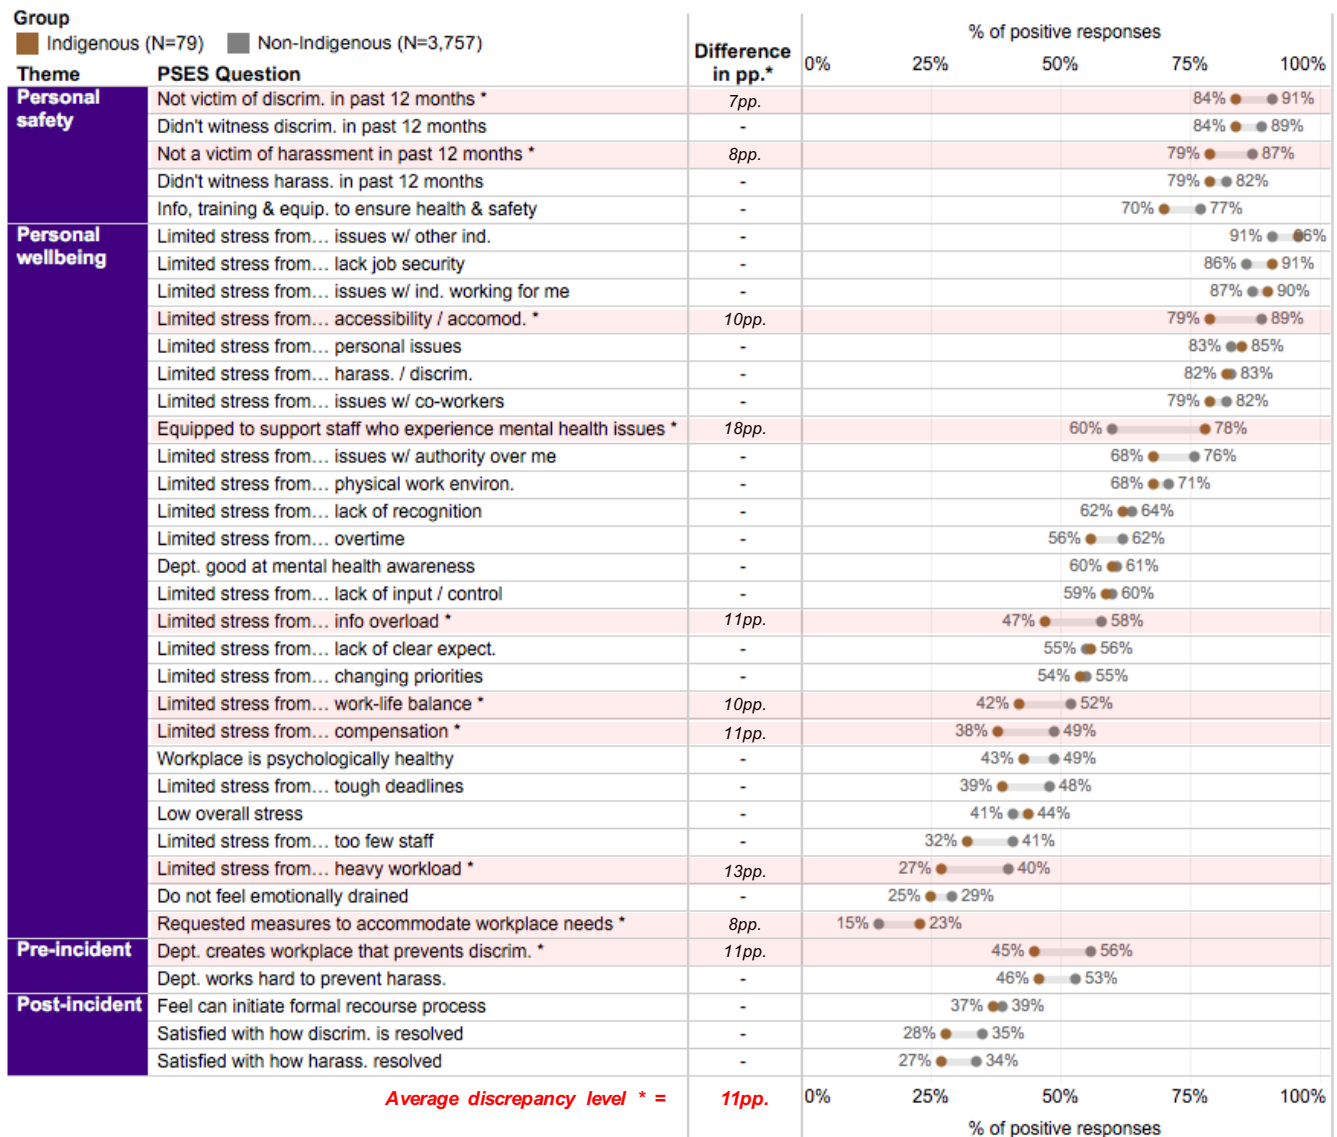 Group
Indigenous (N=79) Non-Indigenous (N=3,757)
% of positive responses
Theme PSES Question Difference in pp.* 0% 25% 50% 75% 100%
Personal safety
Not victim of discrim. in past 12 months * 7pp. 84% 91%
Didn't witness discrim. in past 12 months - 84% 89%
Not a victim of harassment in past 12 months * 8pp. 79% 87%
Didn't witness harass. in past 12 months - 79% 82%
Info, training & equip. to ensure health & safety - 70% 77%
Personal wellbeing
Limited stress from... issues w/ other ind. - 91% 96%
Limited stress from... lack job security - 86% 91%
Limited stress from... issues w/ ind. working for me - 87% 90%
Limited stress from... accessibility / accomod. * 10pp. 79% 89%
Limited stress from... personal issues - 83% 85%
Limited stress from... harass. / discrim. - 82% 83%
Limited stress from... issues w/ co-workers - 79% 82%
Equipped to support staff who experience mental health issues * 18pp. 60% 78%
Limited stress from... issues w/ authority over me - 68% 76%
Limited stress from... physical work environ. - 68% 71%
Limited stress from... lack of recognition - 62% 64%
Limited stress from... overtime - 56% 62%
Dept. good at mental health awareness - 60% 61%
Limited stress from... lack of input / control - 59% 60%
Limited stress from... info overload * 11pp. 47% 58%
Limited stress from... lack of clear expect. - 55% 56%
Limited stress from... changing priorities - 54% 55%
Limited stress from... work-life balance * 10pp. 42% 52%
Limited stress from... compensation * 11pp. 38% 49%
Workplace is psychologically healthy - 43% 49%
Limited stress from... tough deadlines - 39% 48%
Low overall stress - 41% 44%
Limited stress from... too few staff - 32% 41%
Limited stress from... heavy workload * 13pp. 27% 40%
Do not feel emotionally drained - 25% 29%
Requested measures to accommodate workplace needs * 8pp. 15% 23%
Pre-incident
Dept. creates workplace that prevents discrim. * 11pp. 45% 56%
Dept. works hard to prevent harass. - 46% 53%
Post-incident
Feel can initiate formal recourse process - 37% 39%
Satisfied with how discrim. is resolved - 28% 35%
Satisfied with how harass. resolved - 27% 34%
Average discrepancy level * = 11pp. 0% 25% 50% 75% 100%
% of positive responses